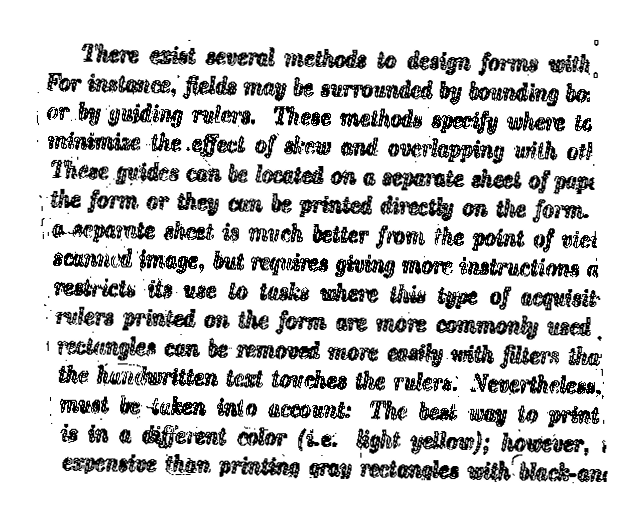 There exist several methods to design forms with
For instance, fields may be surrounded by bounding bo
or by guiding rulers. These methods specify where to
minimize the effect of skew and overlapping with oth
These guides can be located on a separate sheet of pape
the form or they can be printed directly on the form.
a separate sheet is much better from the point of vie
scanned image, but requires giving more instructions a
restricts its use to tasks where this type of acquisit
rulers printed on the form are more commonly used
rectangles can be removed more easily with filters tha
the handwritten text touches the rulers. Nevertheless,
must be taken into account: The best way to print
is in a different color (i.e. light yellow); however,
expensive than printing gray rectangles with black-and